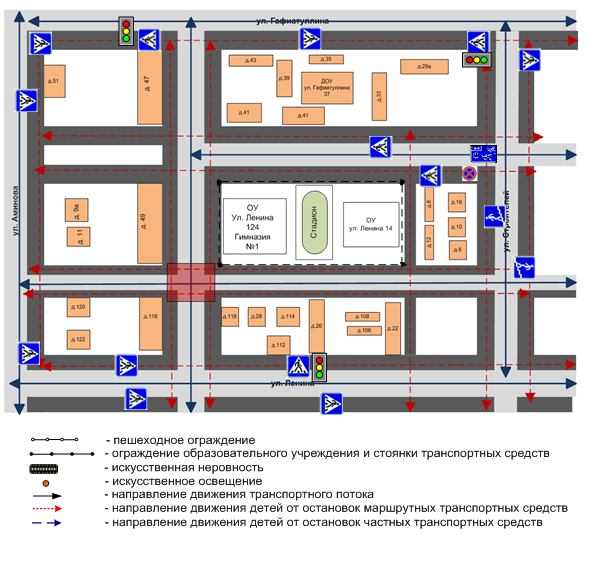 ул. Гафиатуллина
д.51
д. 47
д.43
д.39
д.35
ДОУ
ул. Гафиатуллина
37
д.33
д.29а
д.41
д.41
ул. Аминова
д. 9а
д. 11
д.49
ОУ
Ул. Ленина
124
Гимназия
№1
Стадион
ОУ
ул. Ленина 14
д.8
д.12
д.16
д.10
д.6
ул. Строителей
д.120
д.122
д.116
д.118
д.28
д.114
д.112
д.26
д.108
д.106
д.22
ул. Ленина
- пешеходное ограждение
- ограждение образовательного учреждения и стоянки транспортных средств
- искусственная неровность
- искусственное освещение
- направление движения транспортного потока
- направление движения детей от остановок маршрутных транспортных средств
- направление движения детей от остановок частных транспортных средств